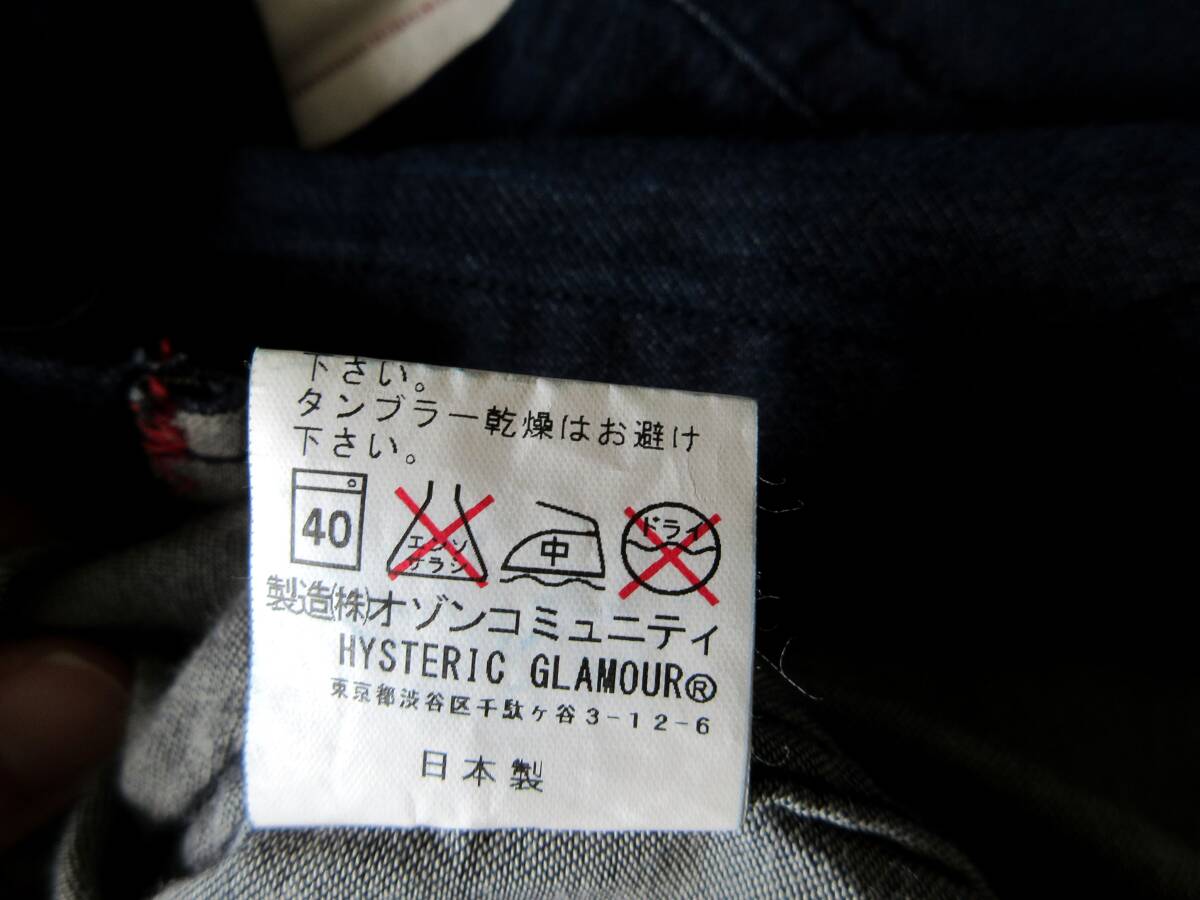 下さい。
タンブラー乾燥はお避け
下さい。
40
エンソ
サラシ
中
ドライ
製造㈱オゾンコミュニティ
HYSTERIC GLAMOUR®
東京都渋谷区千駄ヶ谷3-12-6
日本製